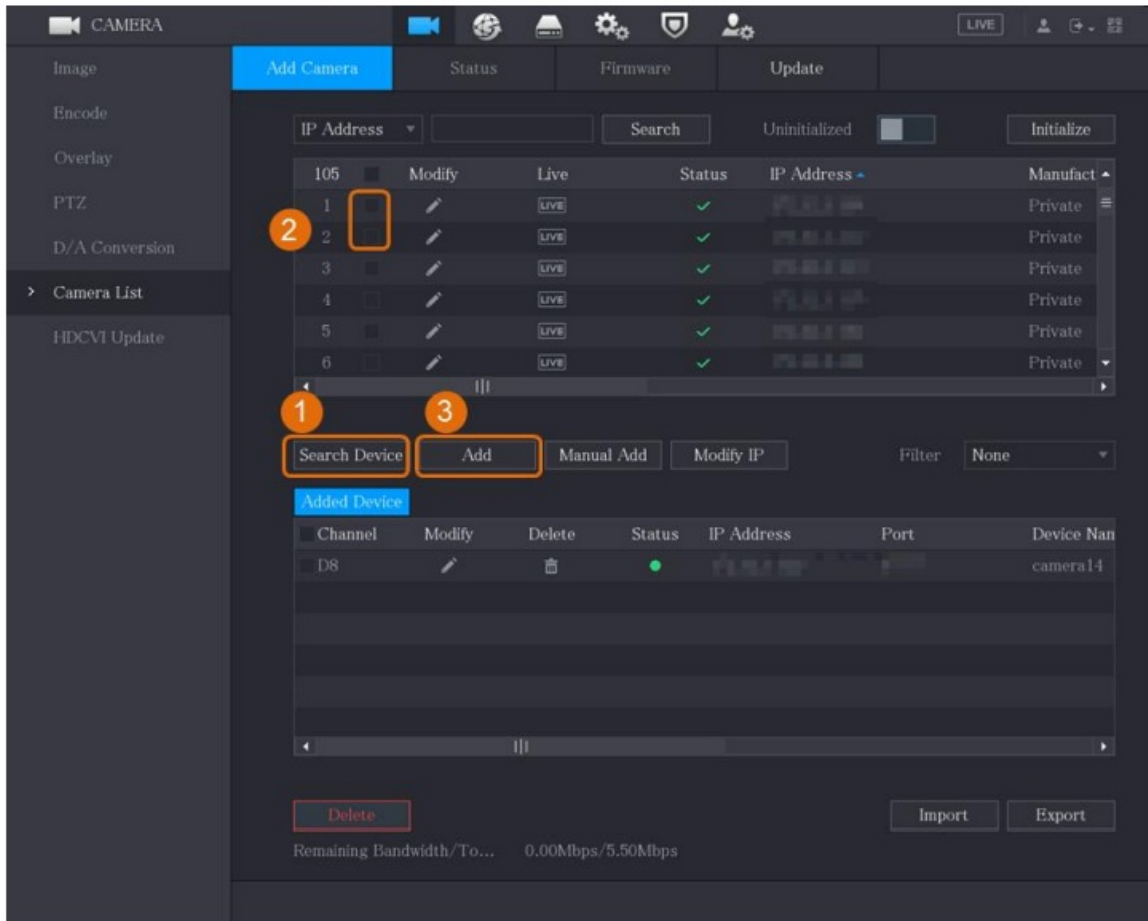 CAMERA LIVE
Image
Encode
Overlay
PTZ
D/A Conversion
> Camera List
HDCVI Update
Add Camera Status Firmware Update
IP Address Search Uninitialized Initialize
105 Modify Live Status IP Address Manufact
1 LIVE Private
2
2 LIVE Private
3 LIVE Private
4 LIVE Private
5 LIVE Private
6 LIVE Private
1 3
Search Device Add Manual Add Modify IP Filter None
Added Device
Channel Modify Delete Status IP Address Port Device Nan
D8 camera14
Delete Import Export
Remaining Bandwidth/To... 0.00Mbps/5.50Mbps